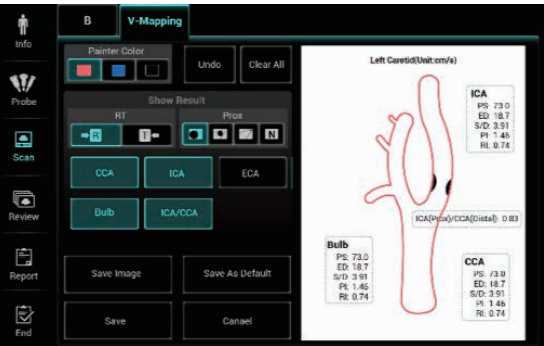 Info
Probe
Scan
Review
Report
End
B
V-Mapping
Painter Color
Undo
Clear All
Show Result
RT
Prox
R
T
N
CCA
ICA
ECA
Bulb
ICA/CCA
Save Image
Save As Default
Save
Canael
Left Caretid(Unit:cm/s)
ICA
PS: 73.0
ED: 18.7
S/D: 3.91
PI: 1.46
RI: 0.74
ICA(Prox)/CCA(Distal): 0.83
Bulb
PS: 73.0
ED: 18.7
S/D: 3.91
PI: 1.46
RI: 0.74
CCA
PS: 73.0
ED: 18.7
S/D: 3.91
PI: 1.46
RI: 0.74